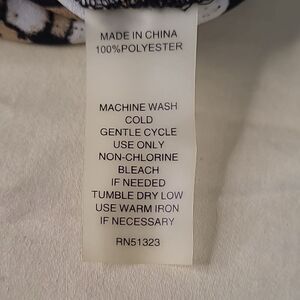 MADE IN CHINA
100%POLYESTER
MACHINE WASH
COLD
GENTLE CYCLE
USE ONLY
NON-CHLORINE
BLEACH
IF NEEDED
TUMBLE DRY LOW
USE WARM IRON
IF NECESSARY
RN51323